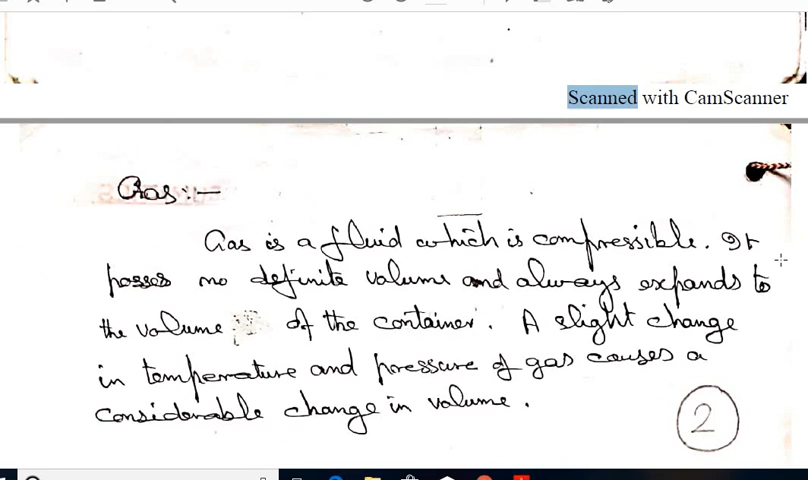 Scanned with CamScanner
Gas:-
Gas is a fluid which is compressible. It
posses no definite volume and always expands to
the volume of the container. A slight change
in temperature and pressure of gas causes a
considerable change in volume.
2